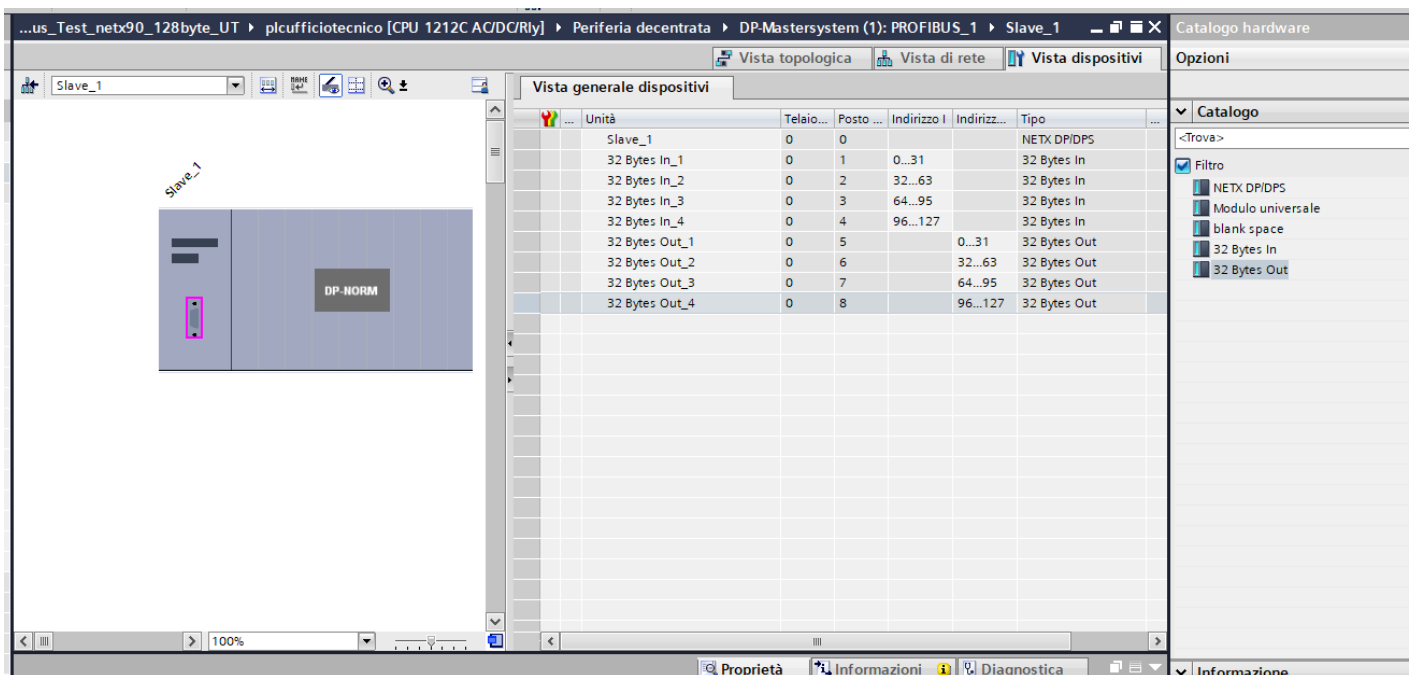 ...us_Test_netx90_128byte_UT ▸ plcufficiotecnico [CPU 1212C AC/DC/Rly] ▸ Periferia decentrata ▸ DP-Mastersystem (1): PROFIBUS_1 ▸ Slave_1
Catalogo hardware
Vista topologica Vista di rete Vista dispositivi
Opzioni
Slave_1
Vista generale dispositivi
Catalogo
... Unità Telaio... Posto ... Indirizzo I Indirizz... Tipo ...
<Trova>
Slave_1 0 0 NETX DP/DPS
32 Bytes In_1 0 1 0...31 32 Bytes In
32 Bytes In_2 0 2 32...63 32 Bytes In
32 Bytes In_3 0 3 64...95 32 Bytes In
32 Bytes In_4 0 4 96...127 32 Bytes In
32 Bytes Out_1 0 5 0...31 32 Bytes Out
32 Bytes Out_2 0 6 32...63 32 Bytes Out
32 Bytes Out_3 0 7 64...95 32 Bytes Out
32 Bytes Out_4 0 8 96...127 32 Bytes Out
Filtro
NETX DP/DPS
Modulo universale
blank space
32 Bytes In
32 Bytes Out
Slave_1
DP-NORM
100%
Proprietà Informazioni Diagnostica
Informazione